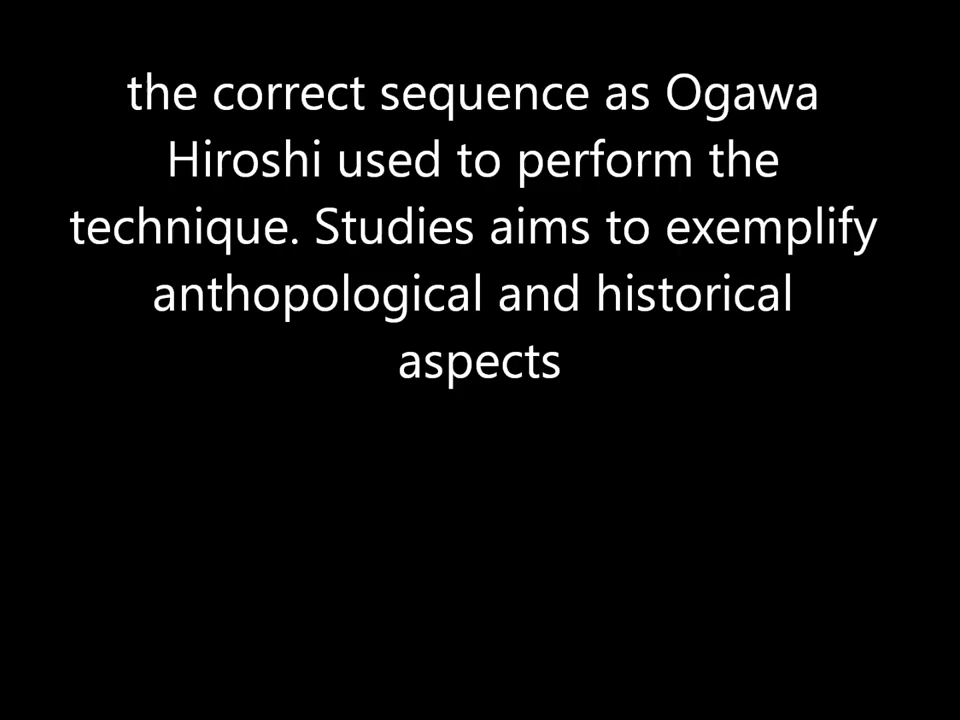 the correct sequence as Ogawa
Hiroshi used to perform the
technique. Studies aims to exemplify
anthopological and historical
aspects